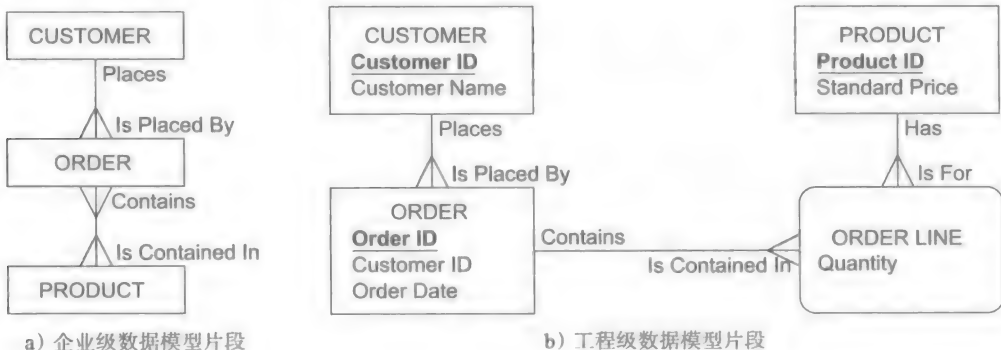 CUSTOMER
Places
Is Placed By
ORDER
Contains
Is Contained In
PRODUCT
a) 企业级数据模型片段
CUSTOMER
Customer ID
Customer Name
Places
Is Placed By
ORDER
Order ID
Customer ID
Order Date
Contains
Is Contained In
PRODUCT
Product ID
Standard Price
Has
Is For
ORDER LINE
Quantity
b) 工程级数据模型片段